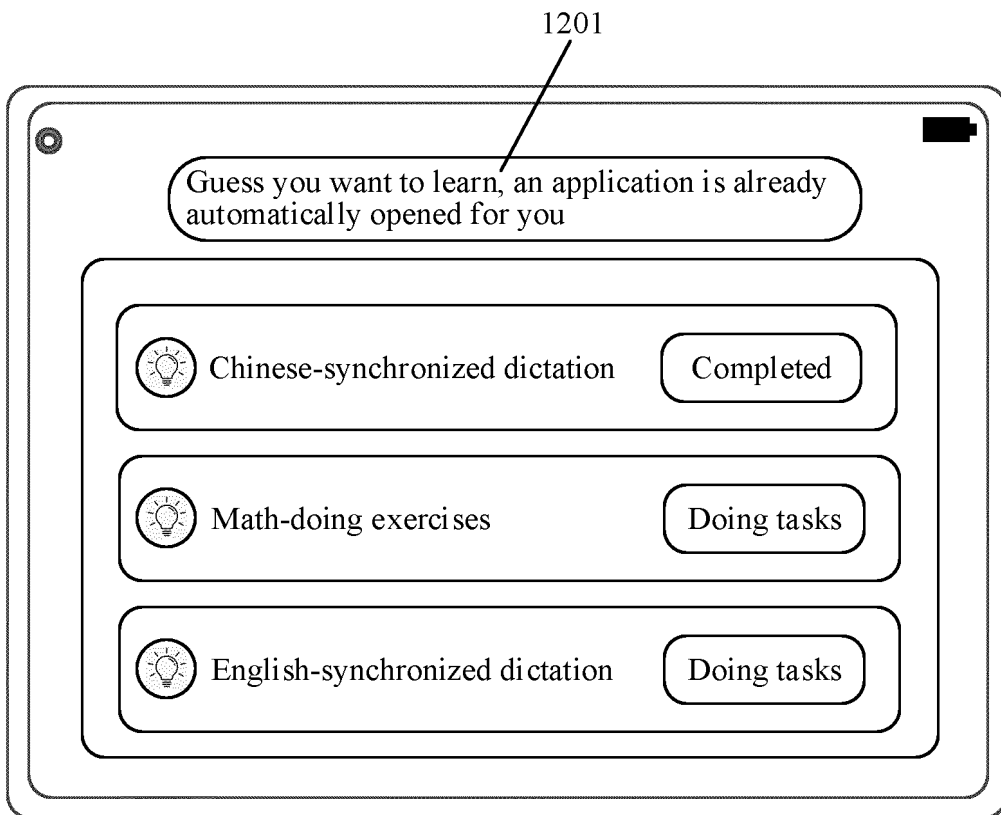 1201
Guess you want to learn, an application is already
automatically opened for you
Chinese-synchronized dictation
Completed
Math-doing exercises
Doing tasks
English-synchronized dictation
Doing tasks